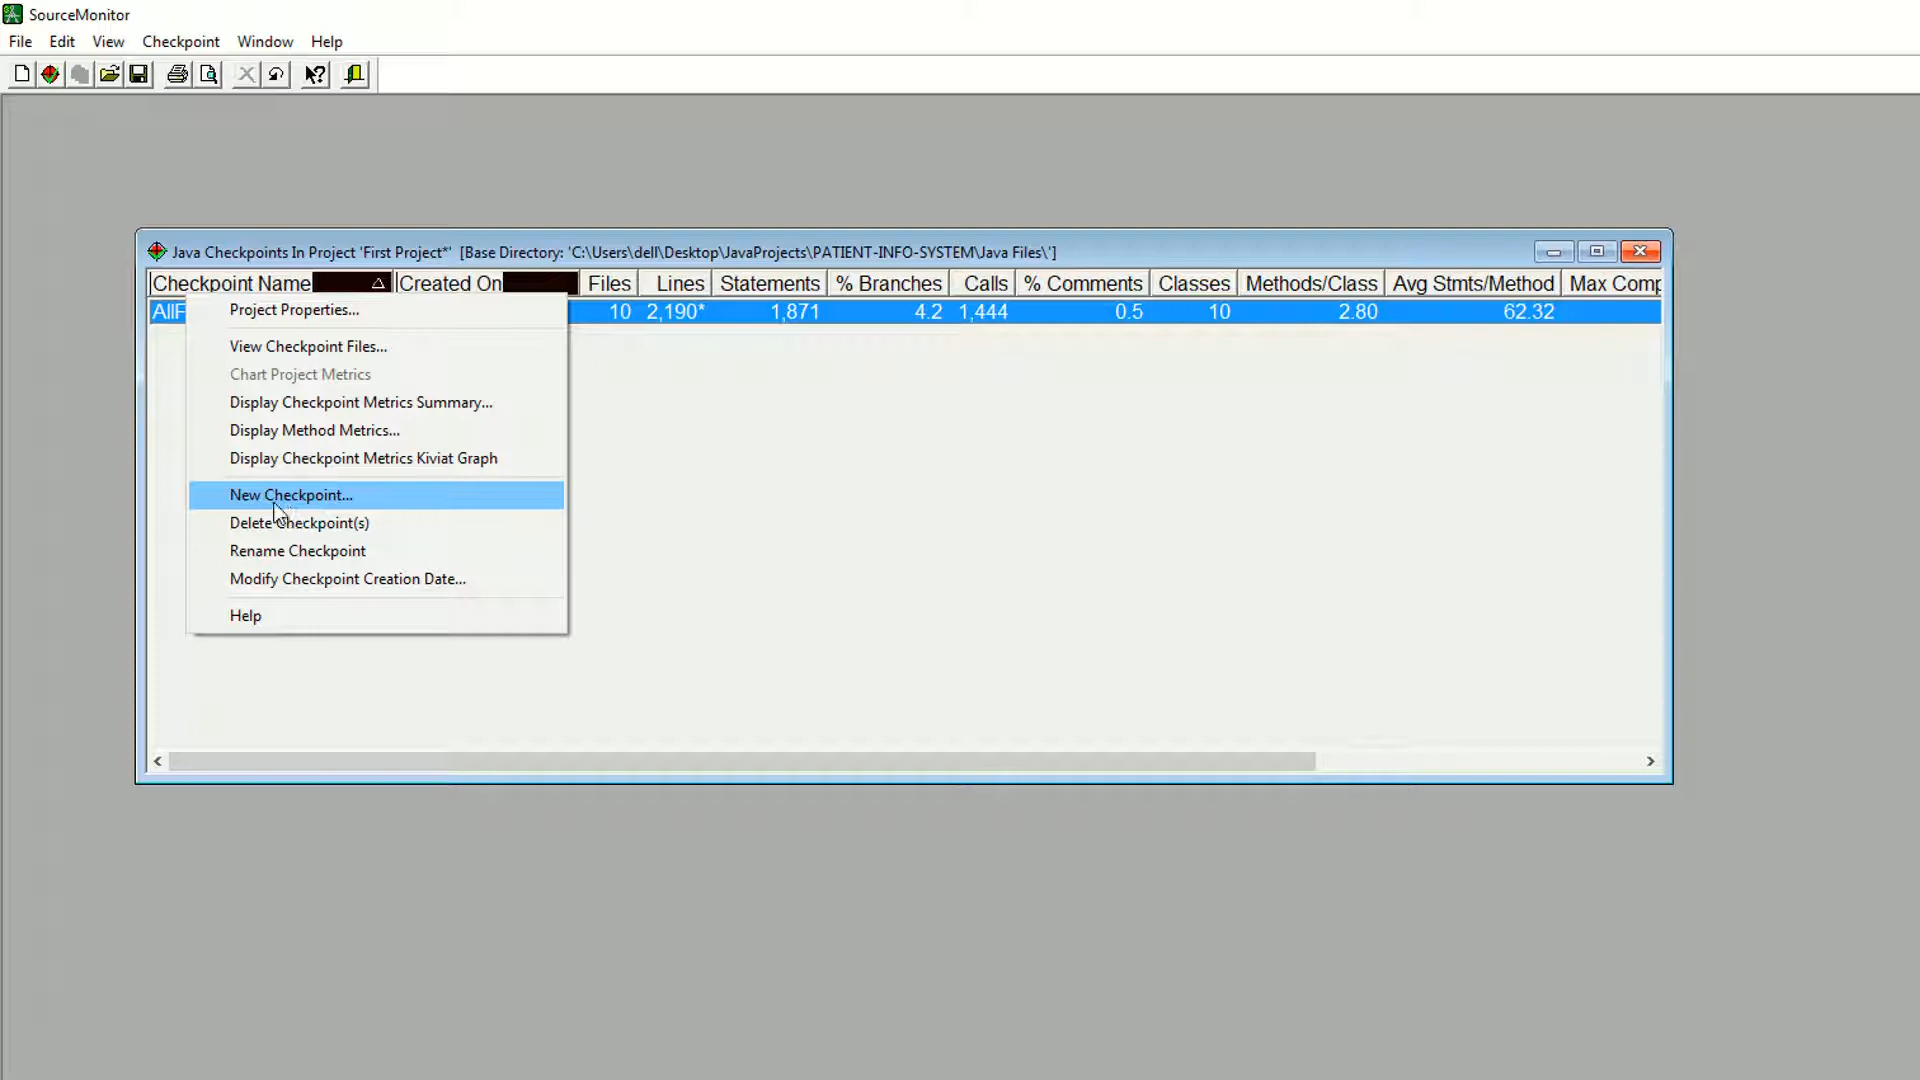 SourceMonitor
File Edit View Checkpoint Window Help
Java Checkpoints In Project 'First Project*' [Base Directory: 'C:\Users\dell\Desktop\JavaProjects\PATIENT-INFO-SYSTEM\Java Files\']
Checkpoint Name Created On Files Lines Statements % Branches Calls % Comments Classes Methods/Class Avg Stmts/Method Max Comp
AllF 10 2,190* 1,871 4.2 1,444 0.5 10 2.80 62.32
Project Properties...
View Checkpoint Files...
Chart Project Metrics
Display Checkpoint Metrics Summary...
Display Method Metrics...
Display Checkpoint Metrics Kiviat Graph
New Checkpoint...
Delete Checkpoint(s)
Rename Checkpoint
Modify Checkpoint Creation Date...
Help